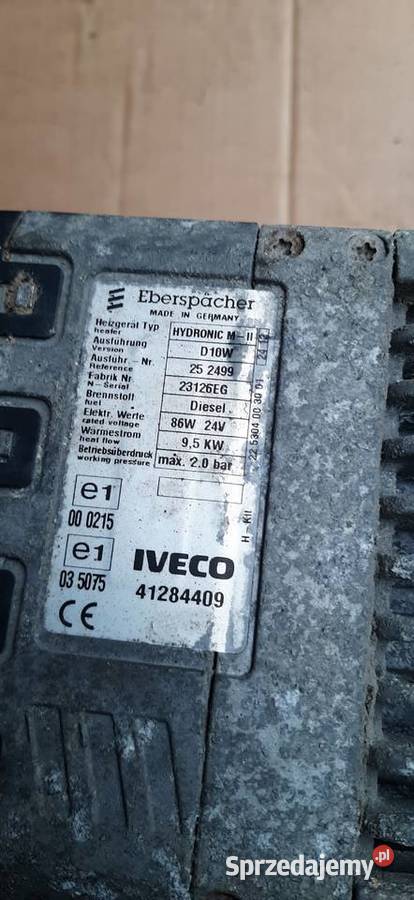 Eberspächer
MADE IN GERMANY
Heizgerät Typ HYDRONIC M-II
heater
Ausführung D10W
Version
Ausführ.-Nr. 25 2499
Reference
Fabrik Nr 23126EG
N-Serial
Brennstoff Diesel
fuel
Elektr. Werte 86W 24V
rated voltage
Wärmestrom 9,5 KW
heat flow
Betriebsüberdruck max. 2.0 bar
working pressure
24 12
22 5304 00 30 01
H-Kit
e1
00 0215
e1
03 5075
IVECO
41284409
CE
Sprzedajemy.pl